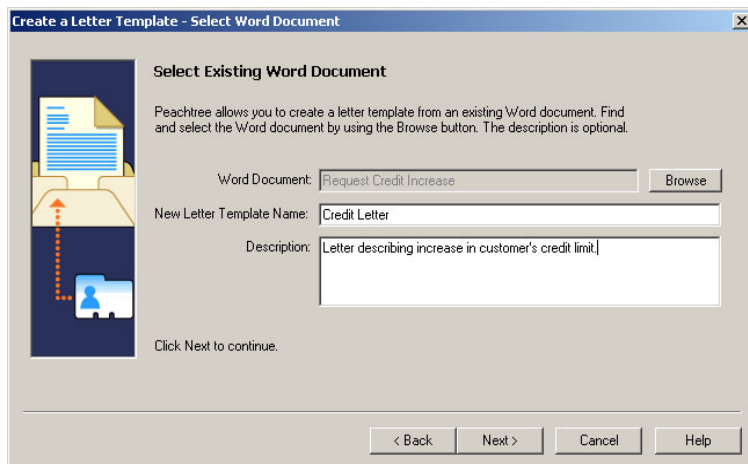 Create a Letter Template - Select Word Document
Select Existing Word Document
Peachtree allows you to create a letter template from an existing Word document. Find
and select the Word document by using the Browse button. The description is optional.
Word Document: Request Credit Increase Browse
New Letter Template Name: Credit Letter
Description: Letter describing increase in customer's credit limit.
Click Next to continue.
< Back Next > Cancel Help